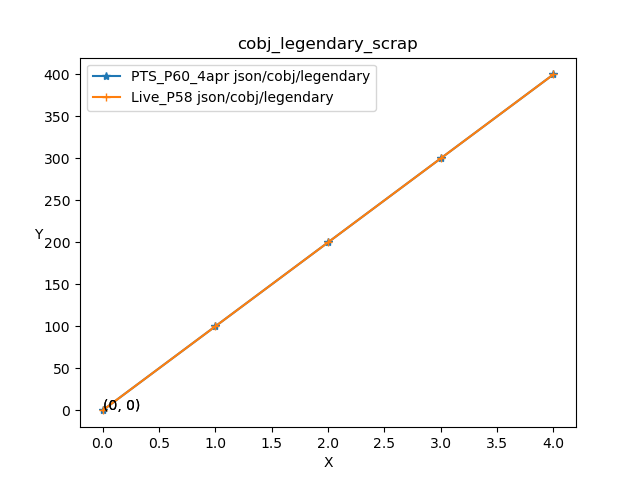 cobj_legendary_scrap
PTS_P60_4apr json/cobj/legendary
Live_P58 json/cobj/legendary
400
350
300
250
Y
200
150
100
50
0
(0, 0)
0.0 0.5 1.0 1.5 2.0 2.5 3.0 3.5 4.0
X